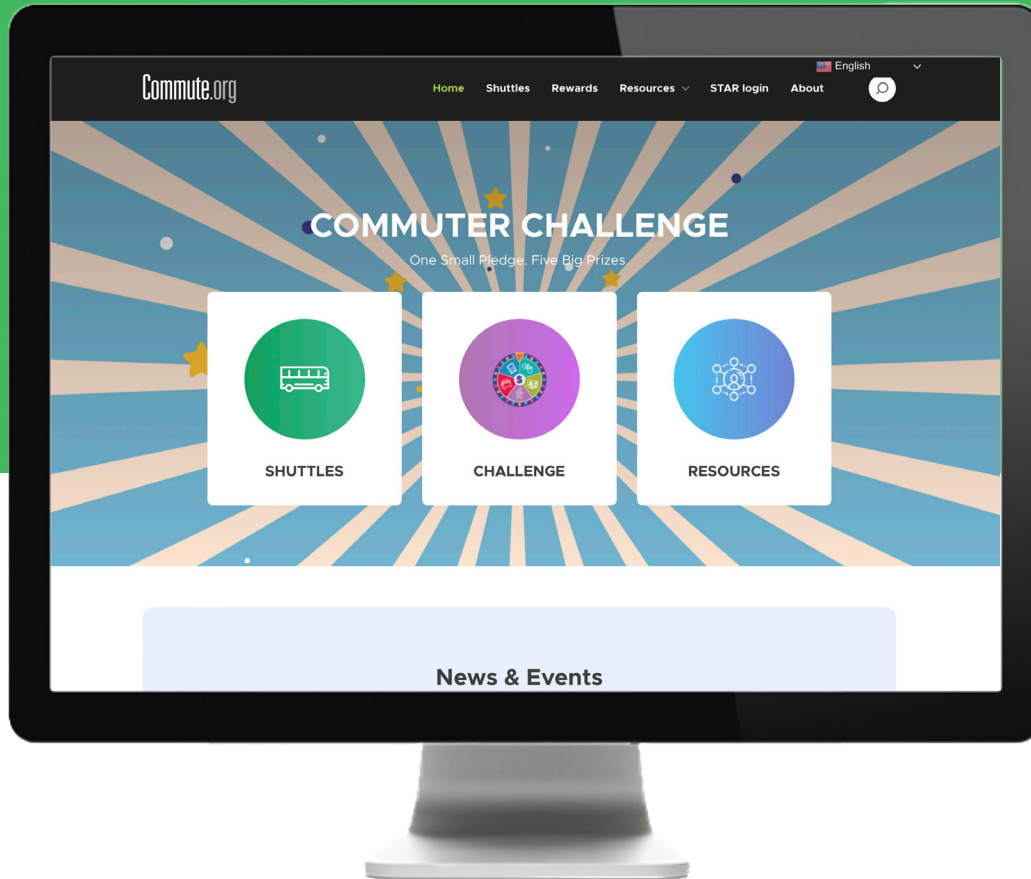 English
Commute.org
Home Shuttles Rewards Resources STAR login About
COMMUTER CHALLENGE
One Small Pledge. Five Big Prizes.
SHUTTLES
CHALLENGE
RESOURCES
News & Events